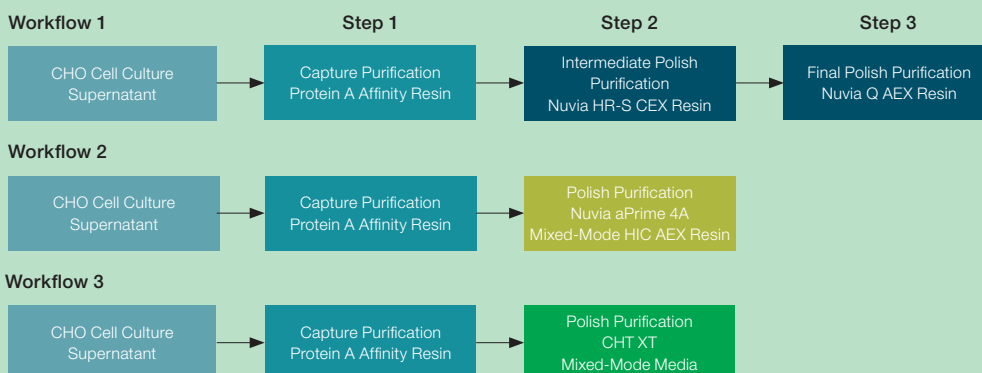 Workflow 1
Step 1
Step 2
Step 3
CHO Cell Culture
Supernatant
Capture Purification
Protein A Affinity Resin
Intermediate Polish
Purification
Nuvia HR-S CEX Resin
Final Polish Purification
Nuvia Q AEX Resin
Workflow 2
CHO Cell Culture
Supernatant
Capture Purification
Protein A Affinity Resin
Polish Purification
Nuvia aPrime 4A
Mixed-Mode HIC AEX Resin
Workflow 3
CHO Cell Culture
Supernatant
Capture Purification
Protein A Affinity Resin
Polish Purification
CHT XT
Mixed-Mode Media